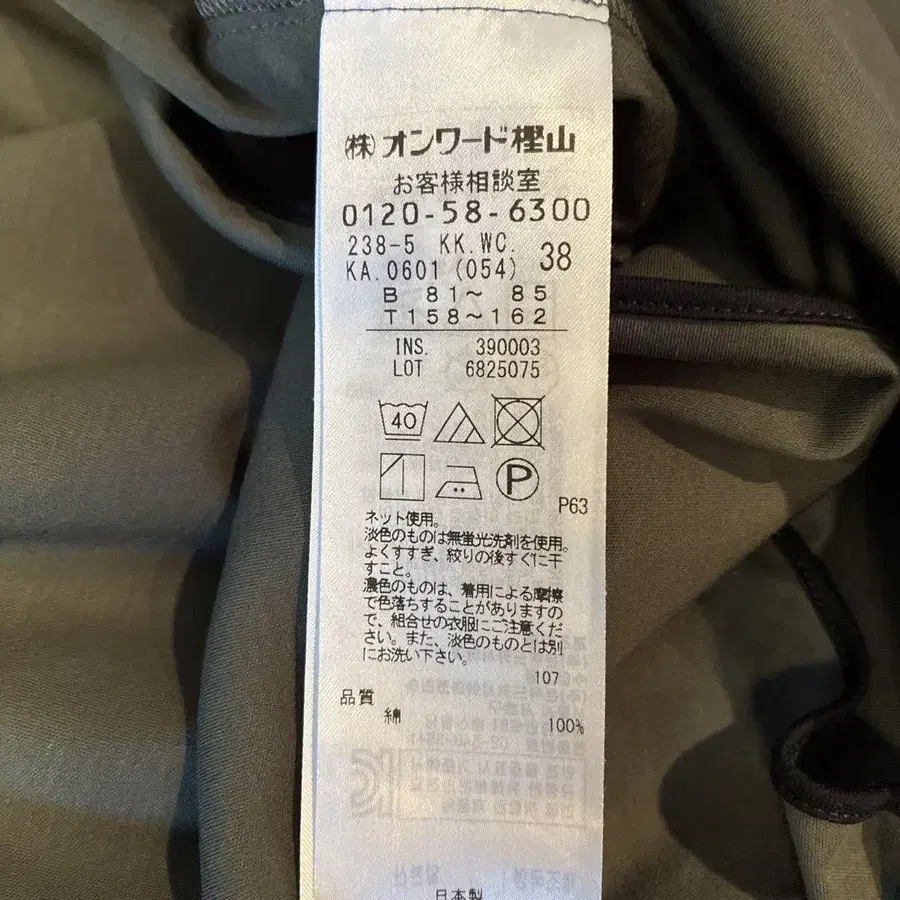 ㈱オンワード樫山
お客様相談室
0120-58-6300
238-5 KK.WC. 38
KA.0601 (054)
B 81～ 85
T158～162
INS. 390003
LOT 6825075
40
P
P63
ネット使用。
淡色のものは無蛍光洗剤を使用。
よくすすぎ、絞りの後すぐに干
すこと。
濃色のものは、着用による摩擦
で色落ちすることがありますの
で、組合せの衣服にご注意くだ
さい。また、淡色のものとは別
にお洗い下さい。
107
品質
綿 100%
日本製